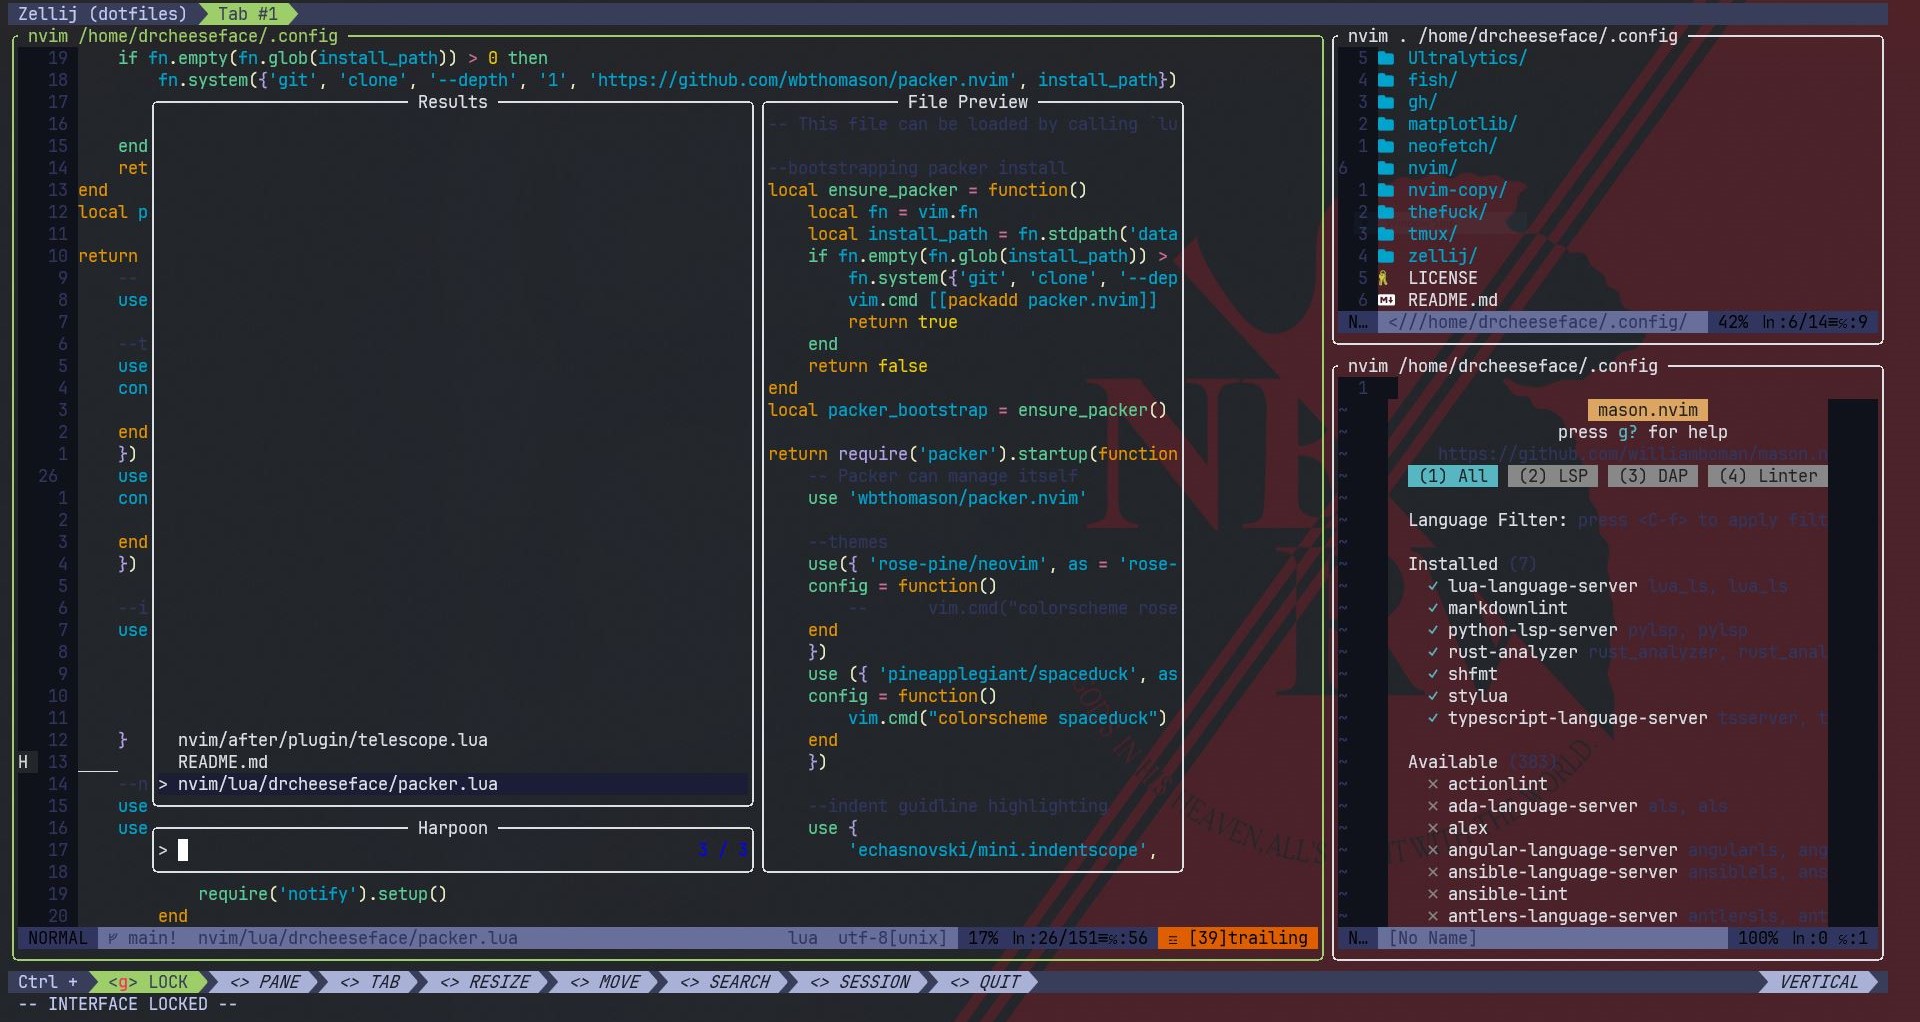 Zellij (dotfiles) Tab #1
nvim /home/drcheeseface/.config
19 if fn.empty(fn.glob(install_path)) > 0 then
18 fn.system({'git', 'clone', '--depth', '1', 'https://github.com/wbthomason/packer.nvim', install_path})
17
16
15 end
14 ret
13 end
12 local p
11
10 return
9 --
8 use
7
6 --t
5 use
4 con
3
2 end
1 })
26 use
1 con
2
3 end
4 })
5
6 --i
7 use
8
9
10
11
12 }
H 13
14 --n
15 use
16 use
17
18
19 require('notify').setup()
20 end
Results
nvim/after/plugin/telescope.lua
README.md
> nvim/lua/drcheeseface/packer.lua
Harpoon
> 3 / 3
File Preview
-- This file can be loaded by calling `lu
--bootstrapping packer install
local ensure_packer = function()
local fn = vim.fn
local install_path = fn.stdpath('data
if fn.empty(fn.glob(install_path)) >
fn.system({'git', 'clone', '--dep
vim.cmd [[packadd packer.nvim]]
return true
end
return false
end
local packer_bootstrap = ensure_packer()
return require('packer').startup(function
-- Packer can manage itself
use 'wbthomason/packer.nvim'
--themes
use({ 'rose-pine/neovim', as = 'rose-
config = function()
-- vim.cmd("colorscheme rose
end
})
use ({ 'pineapplegiant/spaceduck', as
config = function()
vim.cmd("colorscheme spaceduck")
end
})
--indent guidline highlighting
use {
'echasnovski/mini.indentscope',
NORMAL main! nvim/lua/drcheeseface/packer.lua lua utf-8[unix] 17% ln:26/151≡℅:56 [39]trailing
nvim . /home/drcheeseface/.config
5 Ultralytics/
4 fish/
3 gh/
2 matplotlib/
1 neofetch/
6 nvim/
1 nvim-copy/
2 thefuck/
3 tmux/
4 zellij/
5 LICENSE
6 README.md
N… <///home/drcheeseface/.config/ 42% ln:6/14≡℅:9
nvim /home/drcheeseface/.config
1
mason.nvim
press g? for help
https://github.com/williamboman/mason.n
(1) All (2) LSP (3) DAP (4) Linter
Language Filter: press <C-f> to apply filt
Installed (7)
✓ lua-language-server lua_ls, lua_ls
✓ markdownlint
✓ python-lsp-server pylsp, pylsp
✓ rust-analyzer rust_analyzer, rust_anal
✓ shfmt
✓ stylua
✓ typescript-language-server tsserver, t
Available (383)
✕ actionlint
✕ ada-language-server als, als
✕ alex
✕ angular-language-server angularls, ang
✕ ansible-language-server ansiblels, ans
✕ ansible-lint
✕ antlers-language-server antlersls, ant
N… [No Name] 100% ln:0 ℅:1
Ctrl + <g> LOCK <> PANE <> TAB <> RESIZE <> MOVE <> SEARCH <> SESSION <> QUIT VERTICAL
-- INTERFACE LOCKED --